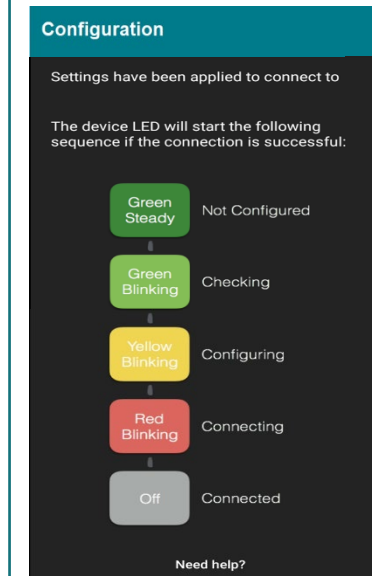 Configuration
Settings have been applied to connect to
The device LED will start the following
sequence if the connection is successful:
Green
Steady
Not Configured
Green
Blinking
Checking
Yellow
Blinking
Configuring
Red
Blinking
Connecting
Off
Connected
Need help?